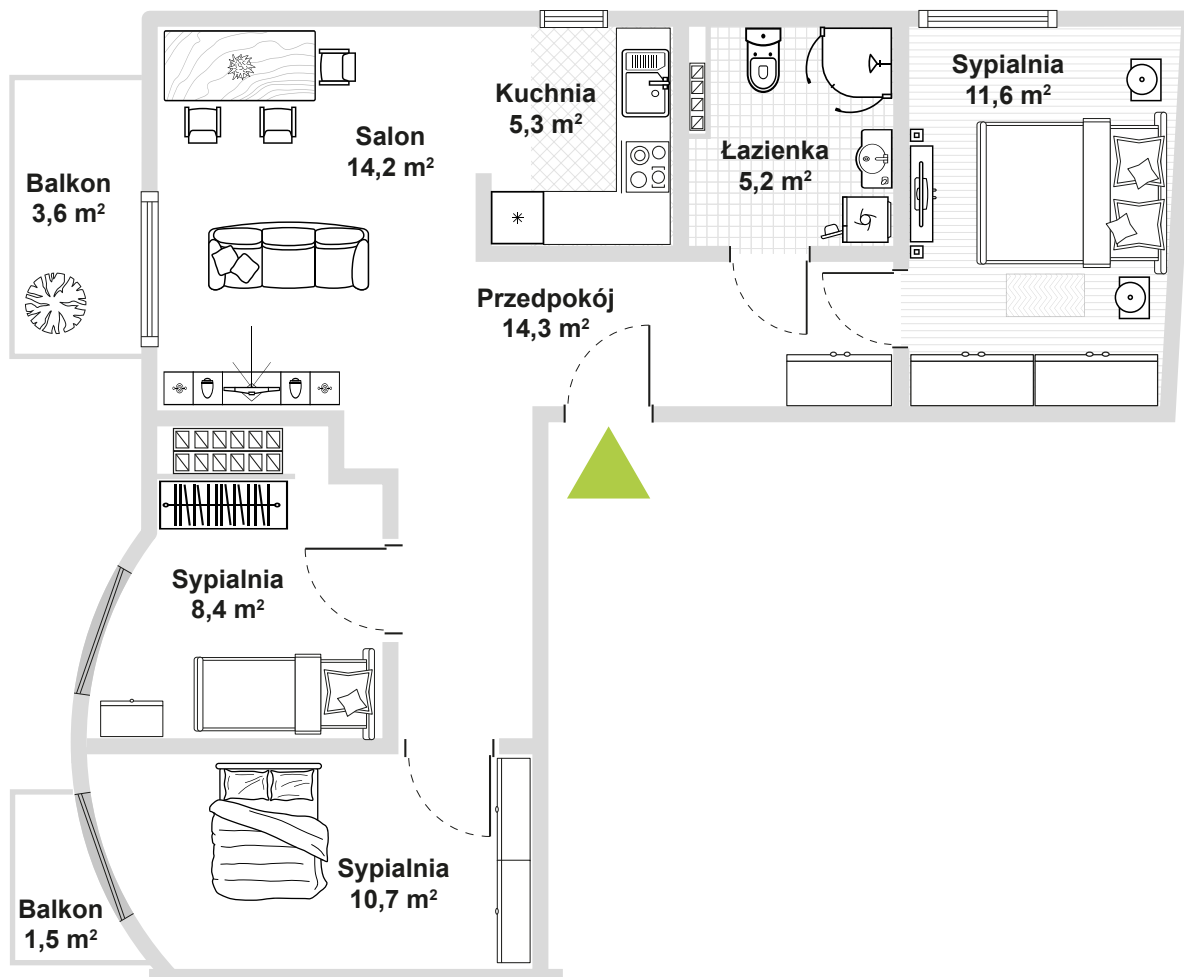 Sypialnia
11,6 m²
Kuchnia
5,3 m²
Salon
14,2 m²
Łazienka
5,2 m²
Balkon
3,6 m²
Przedpokój
14,3 m²
Sypialnia
8,4 m²
Sypialnia
10,7 m²
Balkon
1,5 m²